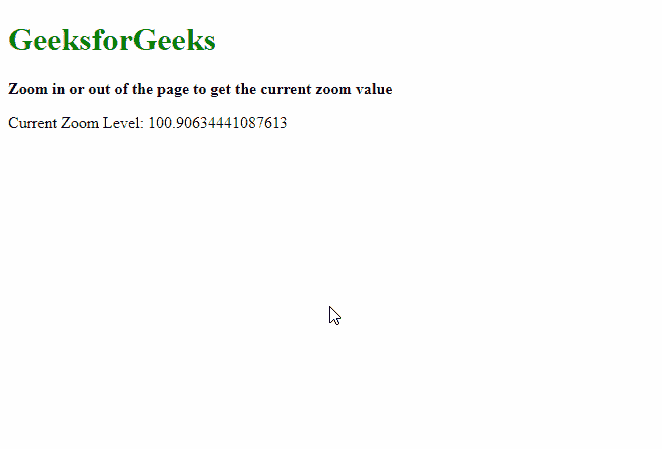 GeeksforGeeks
Zoom in or out of the page to get the current zoom value
Current Zoom Level: 100.90634441087613